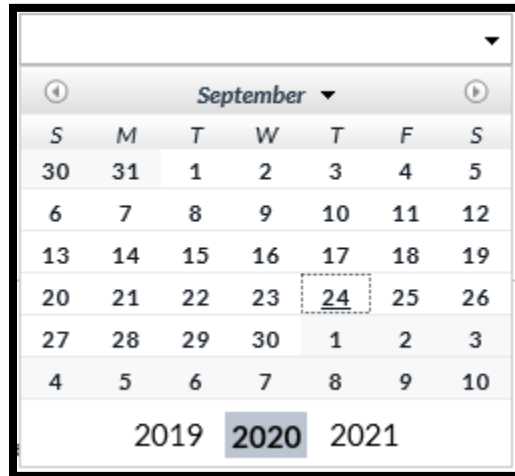 September
S M T W T F S
30 31 1 2 3 4 5
6 7 8 9 10 11 12
13 14 15 16 17 18 19
20 21 22 23 24 25 26
27 28 29 30 1 2 3
4 5 6 7 8 9 10
2019 2020 2021